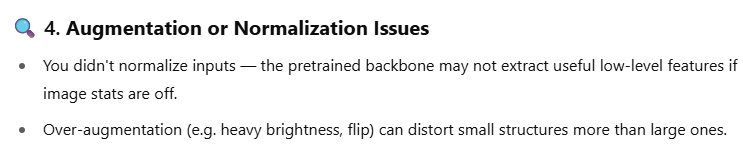 4. Augmentation or Normalization Issues
You didn't normalize inputs — the pretrained backbone may not extract useful low-level features if
image stats are off.
Over-augmentation (e.g. heavy brightness, flip) can distort small structures more than large ones.